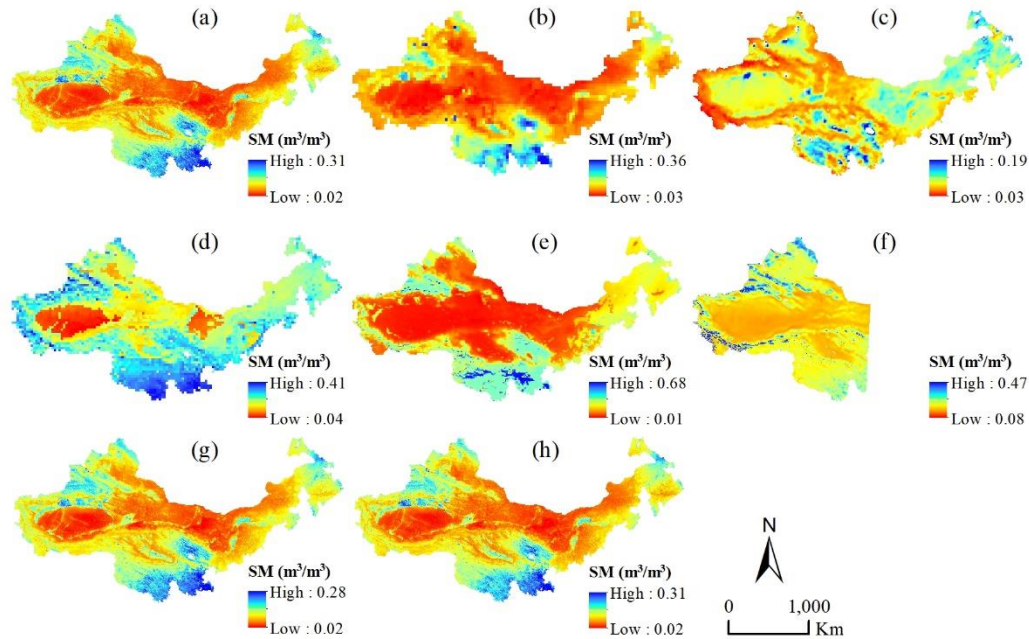 (a)
SM (m³/m³)
High : 0.31
Low : 0.02
(b)
SM (m³/m³)
High : 0.36
Low : 0.03
(c)
SM (m³/m³)
High : 0.19
Low : 0.03
(d)
SM (m³/m³)
High : 0.41
Low : 0.04
(e)
SM (m³/m³)
High : 0.68
Low : 0.01
(f)
SM (m³/m³)
High : 0.47
Low : 0.08
(g)
SM (m³/m³)
High : 0.28
Low : 0.02
(h)
SM (m³/m³)
High : 0.31
Low : 0.02
N
0 1,000
Km